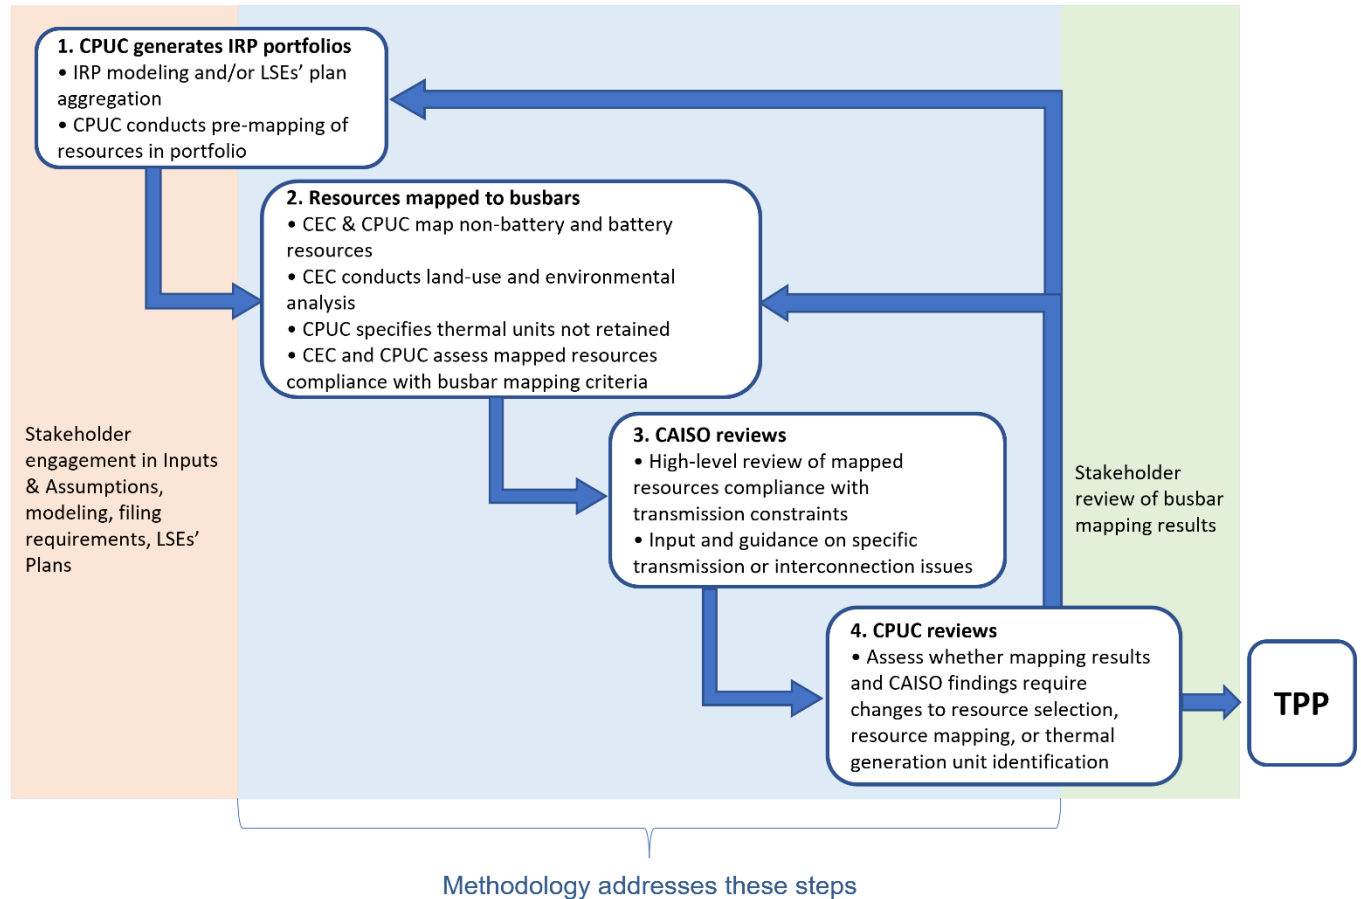 1. CPUC generates IRP portfolios
• IRP modeling and/or LSEs’ plan
aggregation
• CPUC conducts pre-mapping of
resources in portfolio
2. Resources mapped to busbars
• CEC & CPUC map non-battery and battery
resources
• CEC conducts land-use and environmental
analysis
• CPUC specifies thermal units not retained
• CEC and CPUC assess mapped resources
compliance with busbar mapping criteria
Stakeholder
engagement in Inputs
& Assumptions,
modeling, filing
requirements, LSEs’
Plans
3. CAISO reviews
• High-level review of mapped
resources compliance with
transmission constraints
• Input and guidance on specific
transmission or interconnection issues
Stakeholder
review of busbar
mapping results
4. CPUC reviews
• Assess whether mapping results
and CAISO findings require
changes to resource selection,
resource mapping, or thermal
generation unit identification
TPP
Methodology addresses these steps